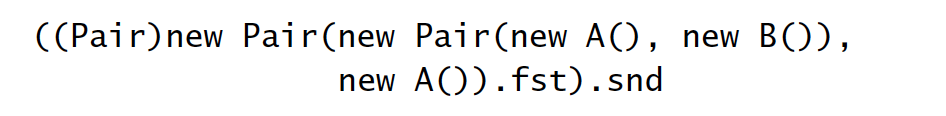 ((Pair)new Pair(new Pair(new A(), new B()),
new A()).fst).snd